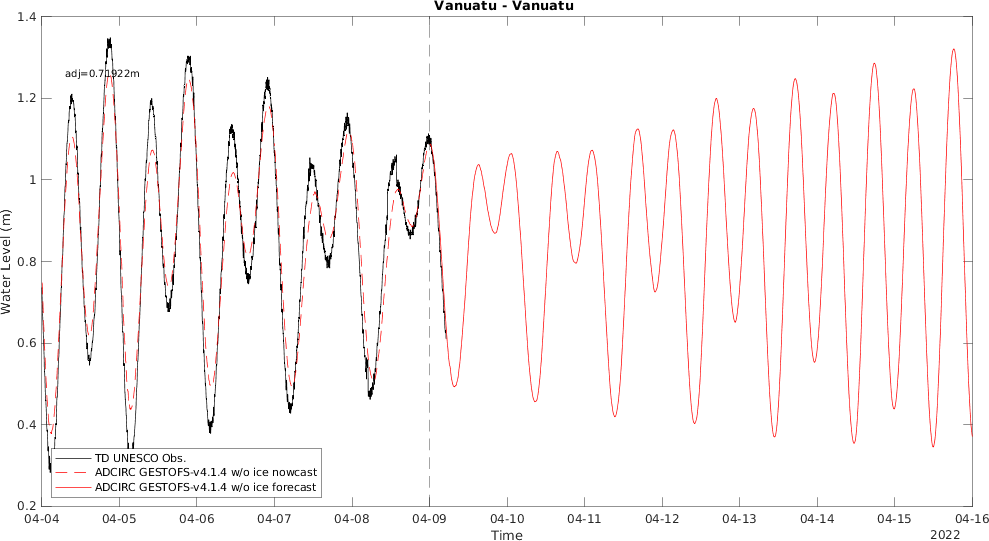 Vanuatu - Vanuatu
1.4
1.2
1
0.8
0.6
0.4
0.2
Water Level (m)
adj=0.71922m
TD UNESCO Obs.
ADCIRC GESTOFS-v4.1.4 w/o ice nowcast
ADCIRC GESTOFS-v4.1.4 w/o ice forecast
04-04 04-05 04-06 04-07 04-08 04-09 04-10 04-11 04-12 04-13 04-14 04-15 04-16
Time
2022